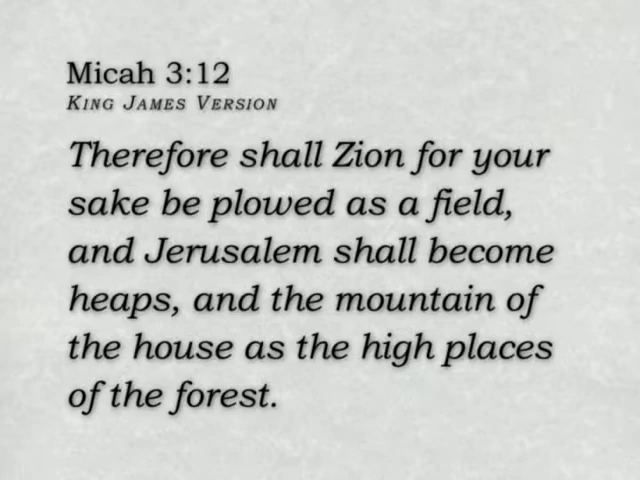 Micah 3:12
King James Version
Therefore shall Zion for your
sake be plowed as a field,
and Jerusalem shall become
heaps, and the mountain of
the house as the high places
of the forest.